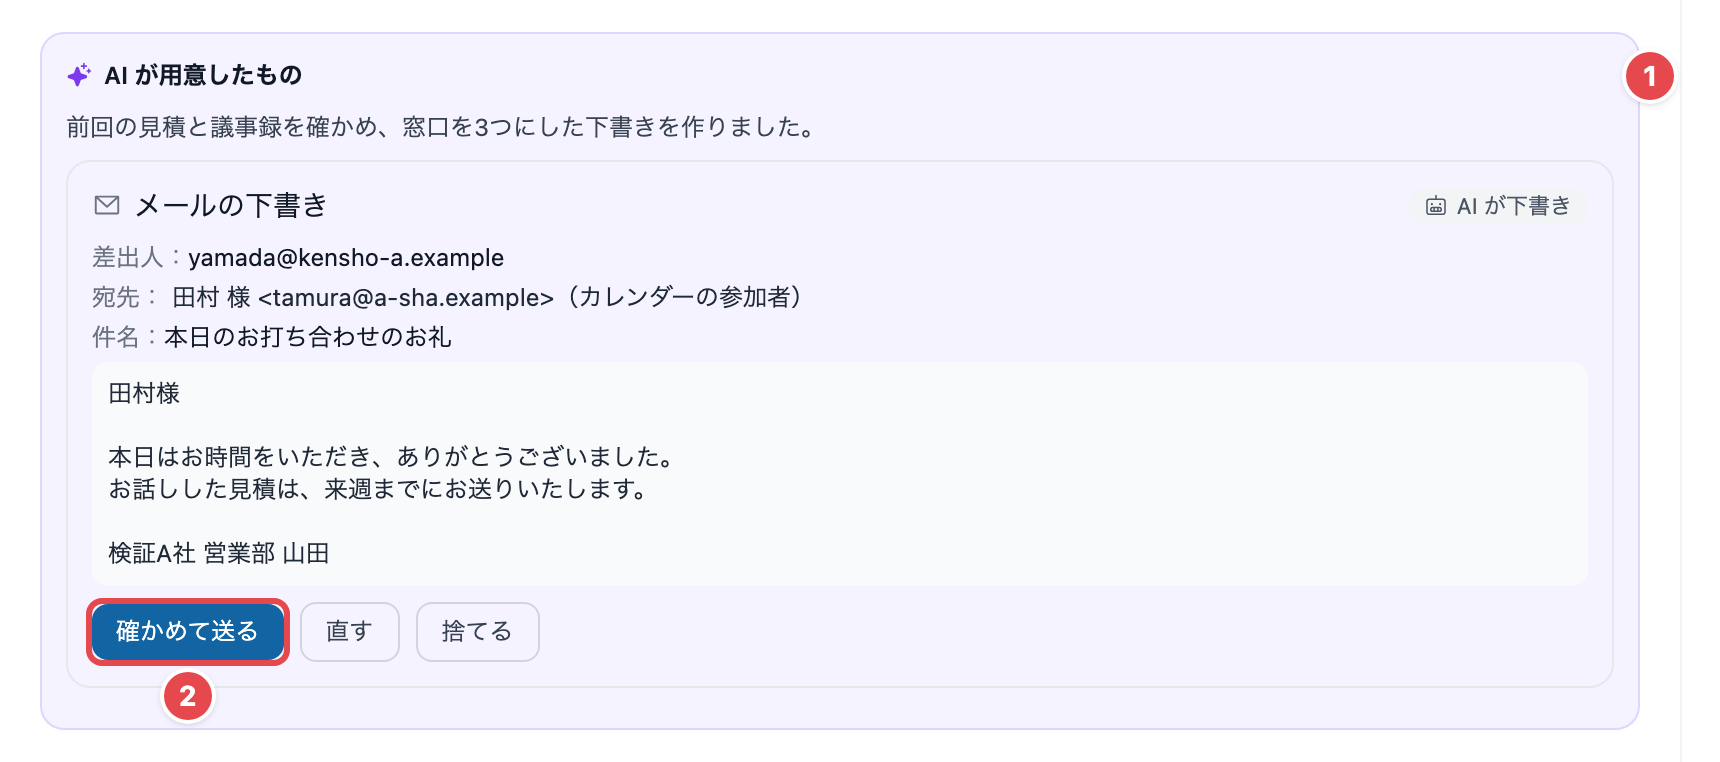 AI が用意したもの
1
前回の見積と議事録を確かめ、窓口を3つにした下書きを作りました。
メールの下書き
AI が下書き
差出人：yamada@kensho-a.example
宛先： 田村 様 <tamura@a-sha.example>（カレンダーの参加者）
件名：本日のお打ち合わせのお礼
田村様
本日はお時間をいただき、ありがとうございました。
お話しした見積は、来週までにお送りいたします。
検証A社 営業部 山田
確かめて送る
直す
捨てる
2